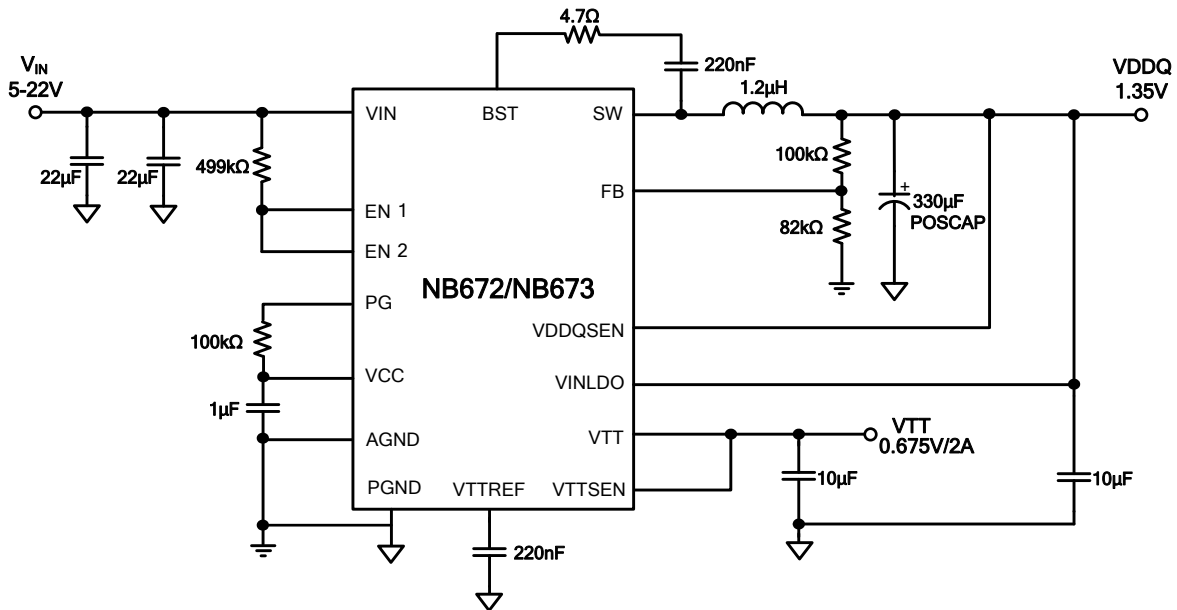 4.7Ω
220nF
V_IN
5-22V
22µF
22µF
499kΩ
VIN
BST
SW
1.2µH
VDDQ
1.35V
100kΩ
FB
82kΩ
+
330µF
POSCAP
EN 1
EN 2
NB672/NB673
PG
100kΩ
VDDQSEN
VCC
VINLDO
1µF
AGND
VTT
VTT
0.675V/2A
PGND
VTTREF
VTTSEN
10µF
10µF
220nF